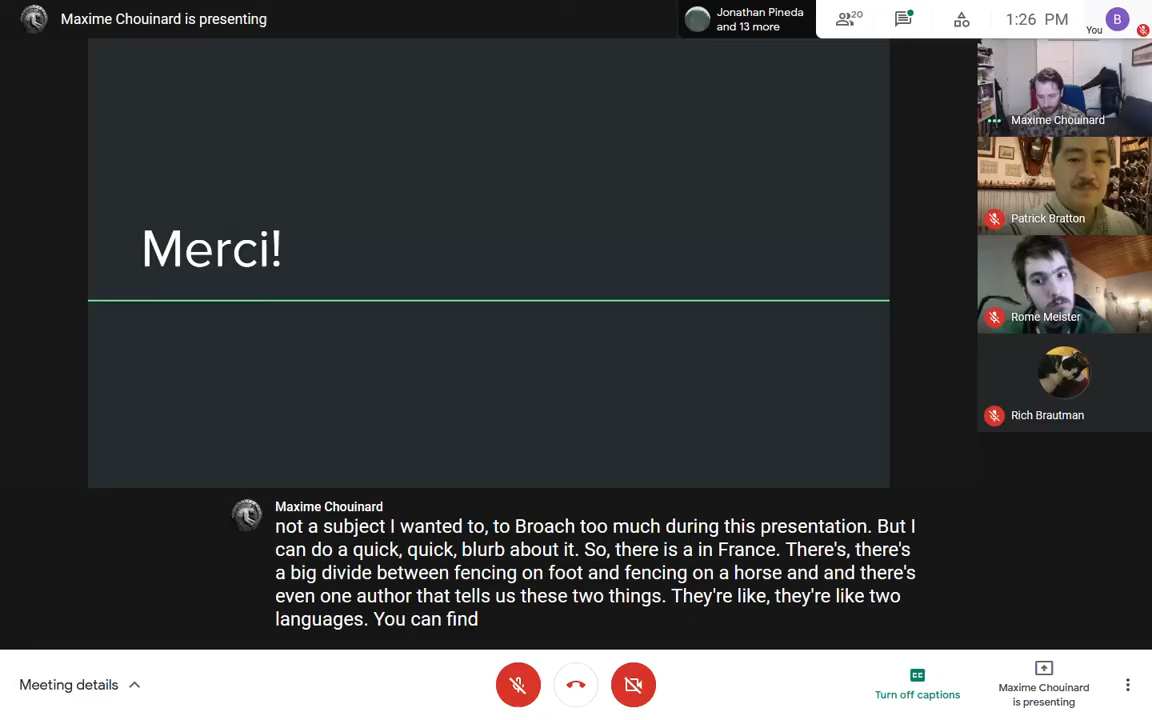 Maxime Chouinard is presenting
Jonathan Pineda
and 13 more
20
1:26 PM
You
B
Maxime Chouinard
Patrick Bratton
Rome Meister
Rich Brautman
Merci!
Maxime Chouinard
not a subject I wanted to, to Broach too much during this presentation. But I
can do a quick, quick, blurb about it. So, there is a in France. There's, there's
a big divide between fencing on foot and fencing on a horse and and there's
even one author that tells us these two things. They're like, they're like two
languages. You can find
Meeting details
CC
Turn off captions
Maxime Chouinard
is presenting